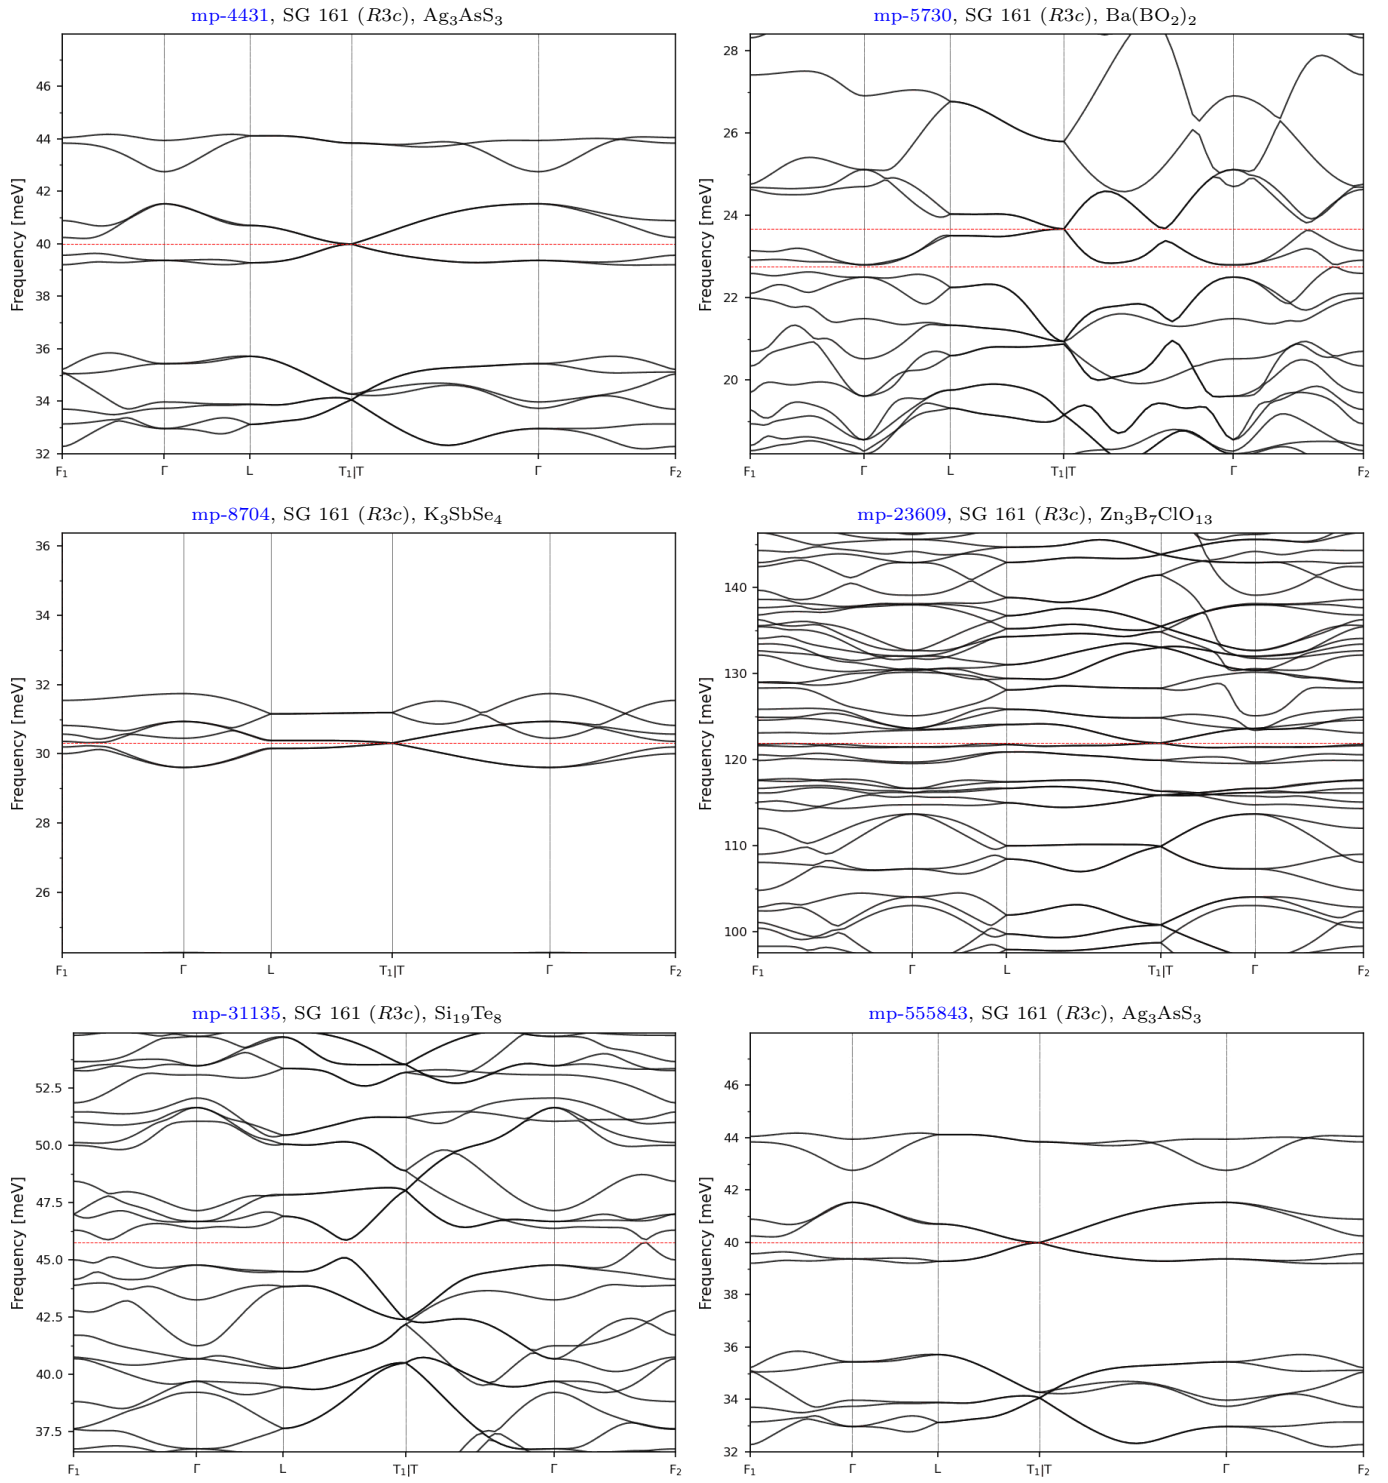 mp-4431, SG 161 (R3c), Ag₃AsS₃
Frequency [meV]
46
44
42
40
38
36
34
32
F₁ Γ L T₁|T Γ F₂
mp-5730, SG 161 (R3c), Ba(BO₂)₂
Frequency [meV]
28
26
24
22
20
F₁ Γ L T₁|T Γ F₂
mp-8704, SG 161 (R3c), K₃SbSe₄
Frequency [meV]
36
34
32
30
28
26
F₁ Γ L T₁|T Γ F₂
mp-23609, SG 161 (R3c), Zn₃B₇ClO₁₃
Frequency [meV]
140
130
120
110
100
F₁ Γ L T₁|T Γ F₂
mp-31135, SG 161 (R3c), Si₁₉Te₈
Frequency [meV]
52.5
50.0
47.5
45.0
42.5
40.0
37.5
F₁ Γ L T₁|T Γ F₂
mp-555843, SG 161 (R3c), Ag₃AsS₃
Frequency [meV]
46
44
42
40
38
36
34
32
F₁ Γ L T₁|T Γ F₂